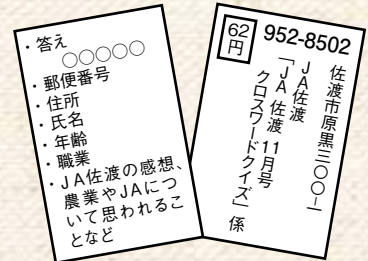 ・答え
○○○○○
・郵便番号
・住所
・氏名
・年齢
・職業
・JA佐渡の感想、
農業やJAにつ
いて思われるこ
となど
62
円
952-8502
佐渡市原黒三〇〇ー一
JA佐渡
「JA佐渡 11月号
クロスワードクイズ」係